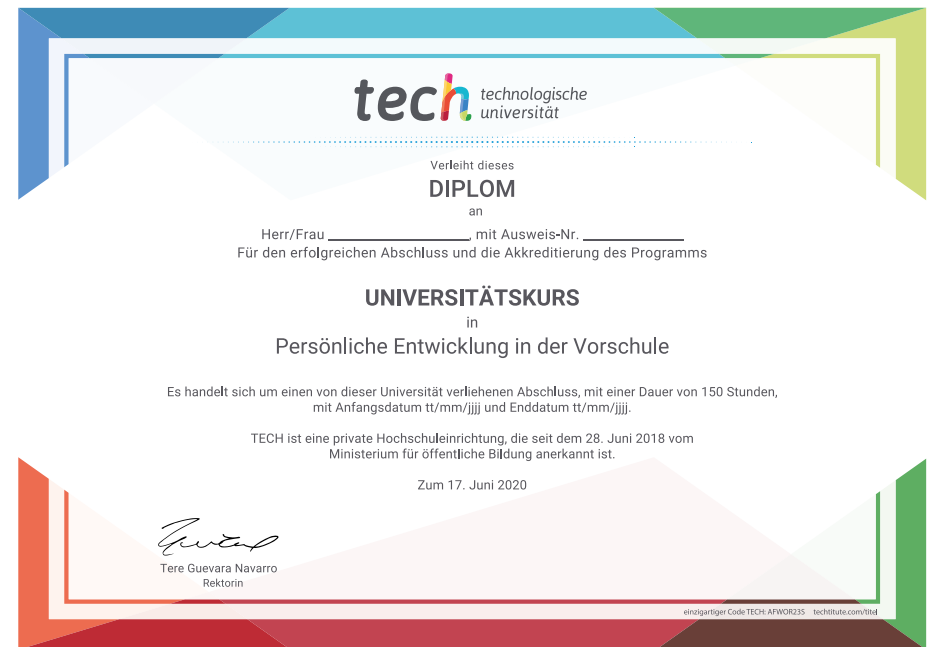 tech technologische
universität
Verleiht dieses
DIPLOM
an
Herr/Frau ____________________, mit Ausweis-Nr. ______________
Für den erfolgreichen Abschluss und die Akkreditierung des Programms
UNIVERSITÄTSKURS
in
Persönliche Entwicklung in der Vorschule
Es handelt sich um einen von dieser Universität verliehenen Abschluss, mit einer Dauer von 150 Stunden,
mit Anfangsdatum tt/mm/jjjj und Enddatum tt/mm/jjjj.
TECH ist eine private Hochschuleinrichtung, die seit dem 28. Juni 2018 vom
Ministerium für öffentliche Bildung anerkannt ist.
Zum 17. Juni 2020
Tere Guevara Navarro
Rektorin
einzigartiger Code TECH: AFWOR23S techtitute.com/titel